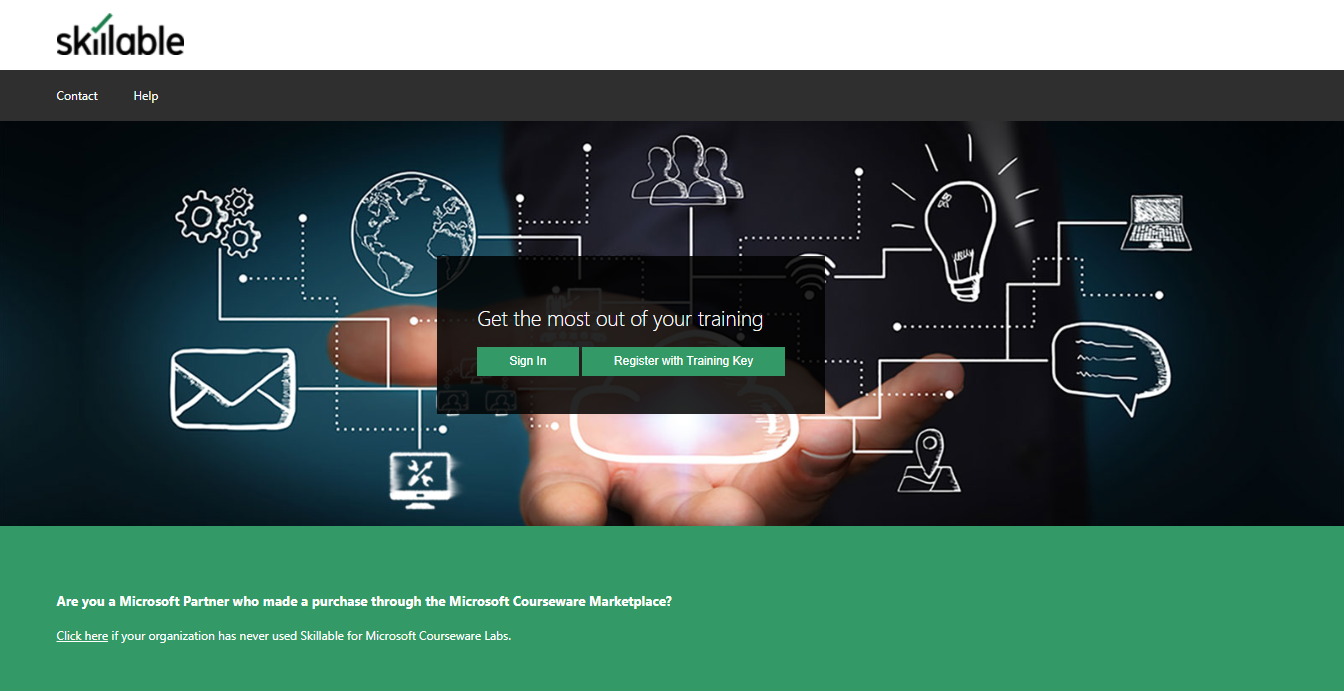 skillable
Contact Help
Get the most out of your training
Sign In Register with Training Key
Are you a Microsoft Partner who made a purchase through the Microsoft Courseware Marketplace?
Click here if your organization has never used Skillable for Microsoft Courseware Labs.